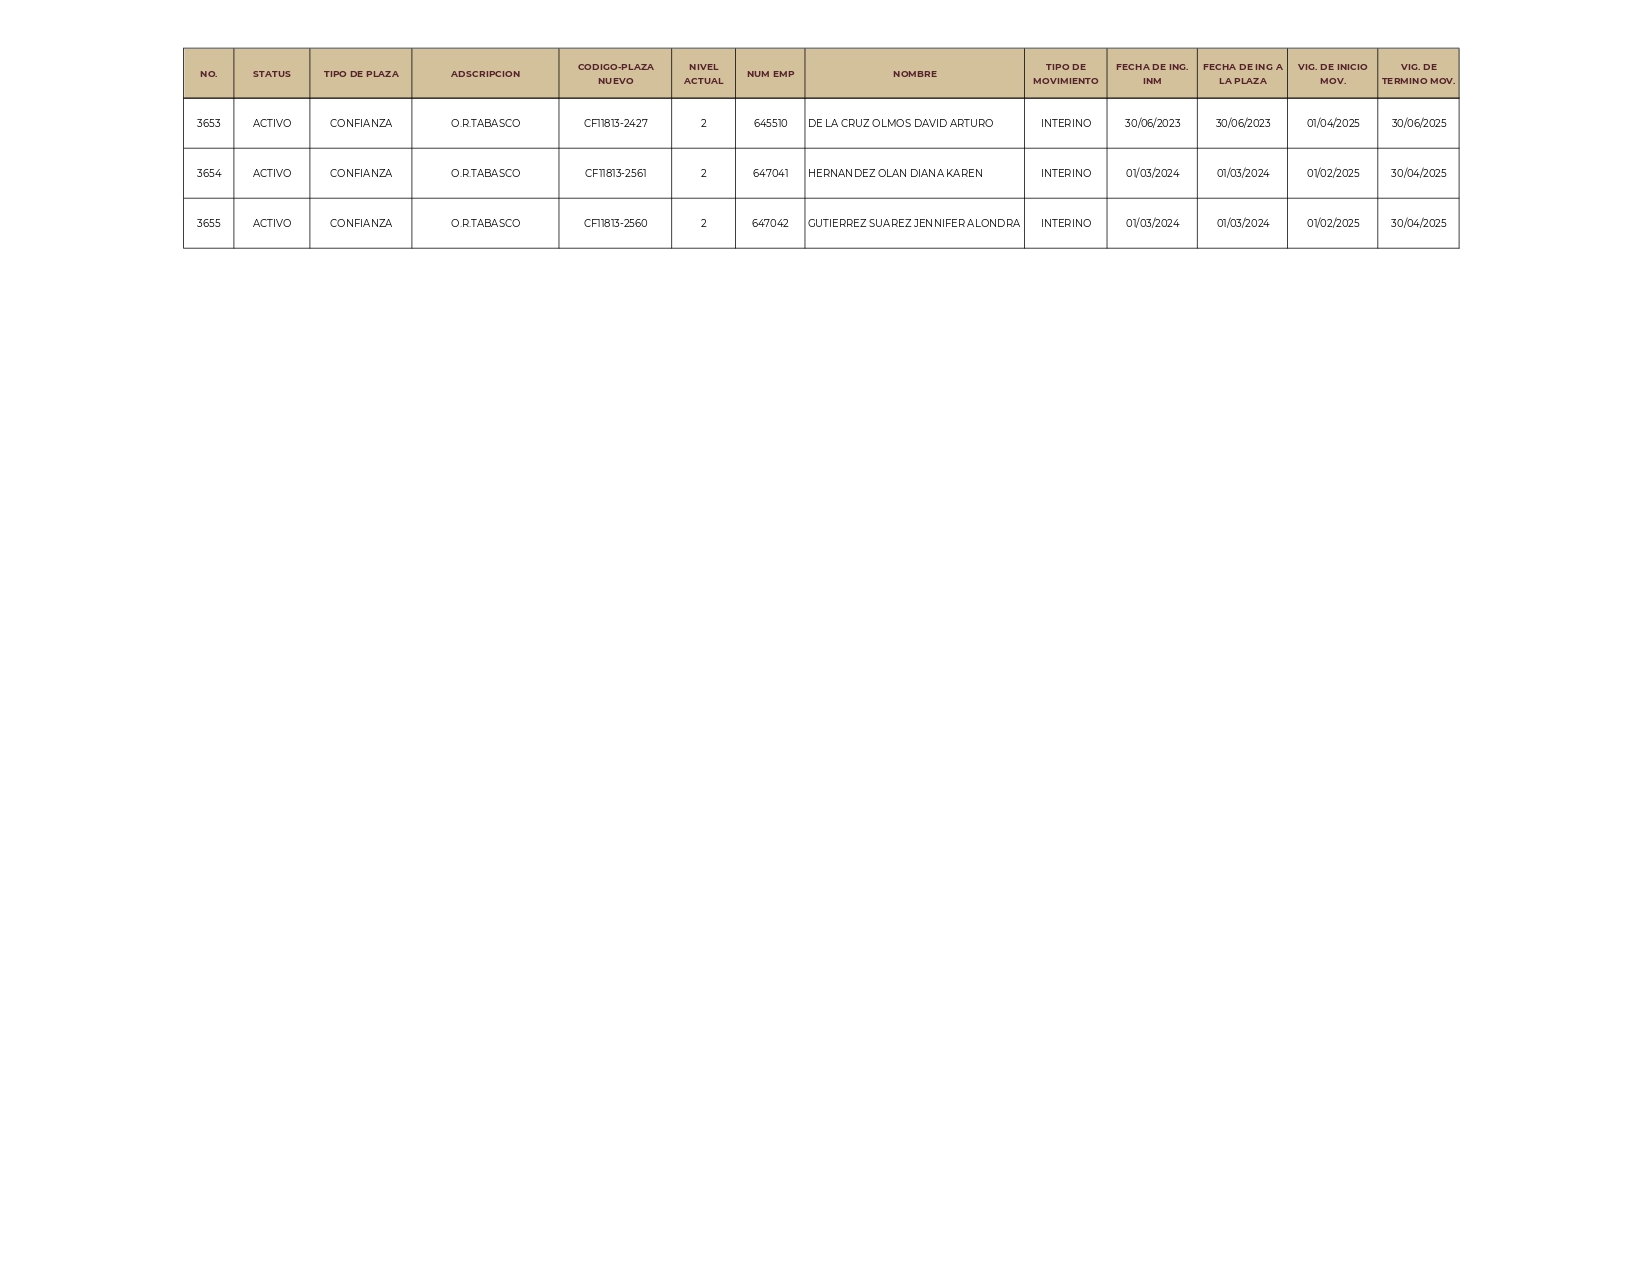 NO. STATUS TIPO DE PLAZA ADSCRIPCION CODIGO-PLAZA NUEVO NIVEL ACTUAL NUM EMP NOMBRE TIPO DE MOVIMIENTO FECHA DE ING. INM FECHA DE ING A LA PLAZA VIG. DE INICIO MOV. VIG. DE TERMINO MOV.
3653 ACTIVO CONFIANZA O.R.TABASCO CF11813-2427 2 645510 DE LA CRUZ OLMOS DAVID ARTURO INTERINO 30/06/2023 30/06/2023 01/04/2025 30/06/2025
3654 ACTIVO CONFIANZA O.R.TABASCO CF11813-2561 2 647041 HERNANDEZ OLAN DIANA KAREN INTERINO 01/03/2024 01/03/2024 01/02/2025 30/04/2025
3655 ACTIVO CONFIANZA O.R.TABASCO CF11813-2560 2 647042 GUTIERREZ SUAREZ JENNIFER ALONDRA INTERINO 01/03/2024 01/03/2024 01/02/2025 30/04/2025